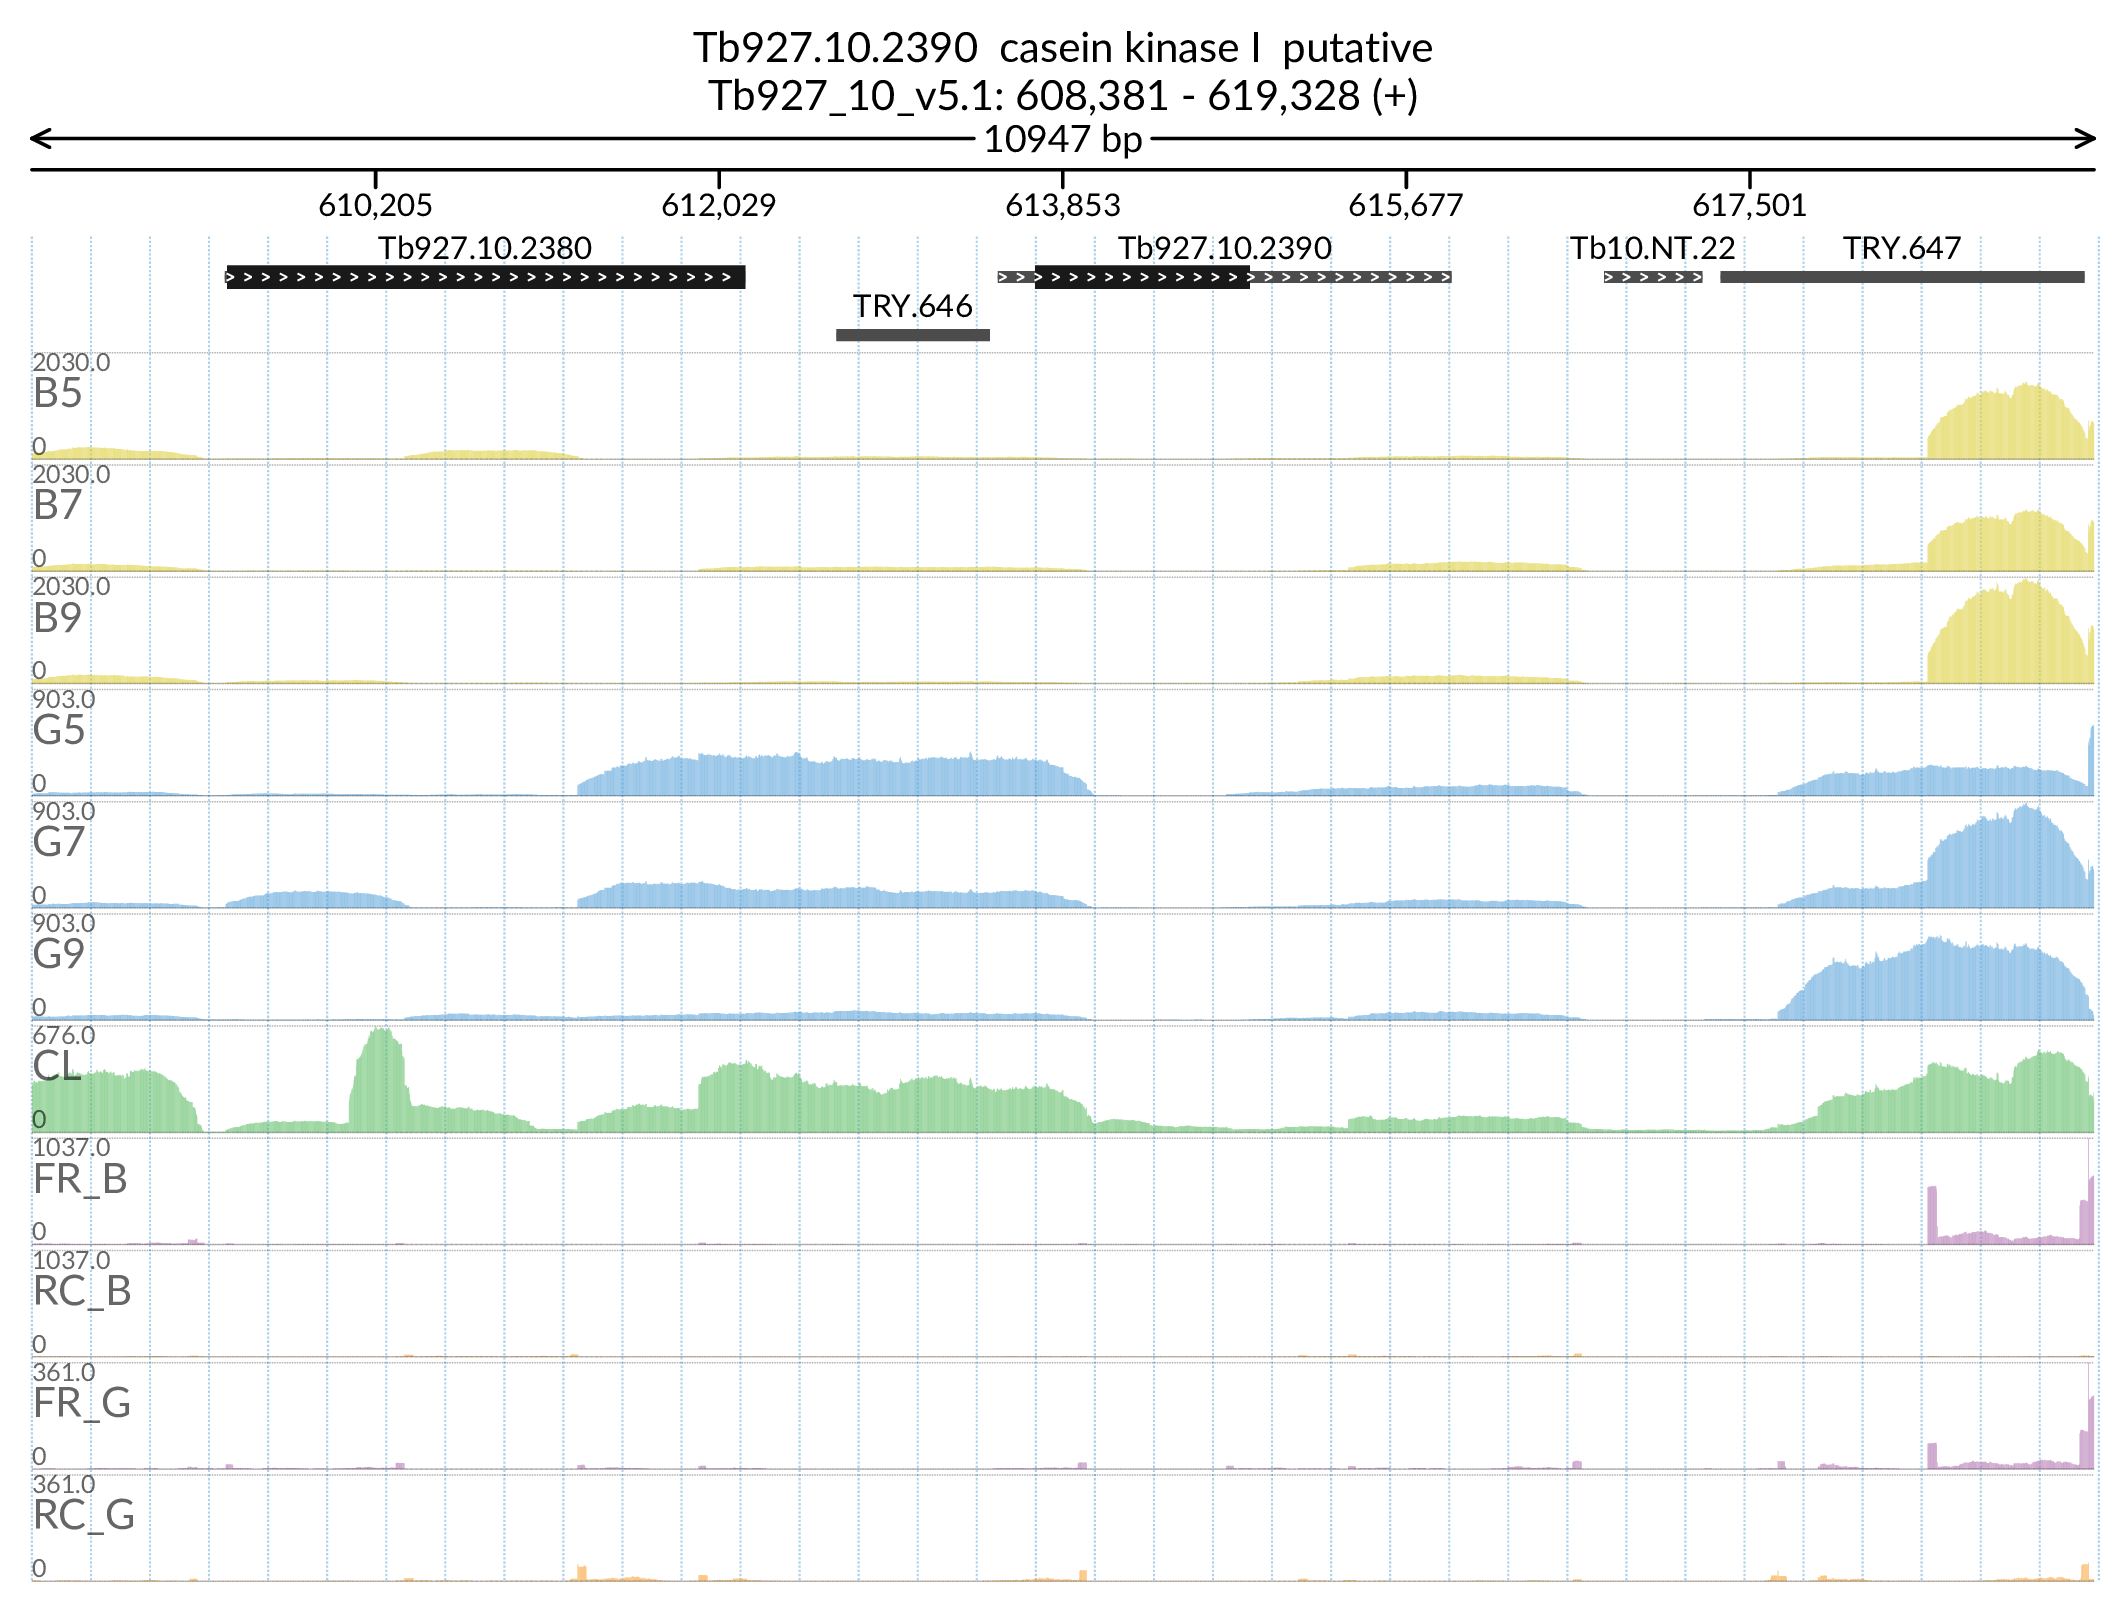 Tb927.10.2390 casein kinase I putative
Tb927_10_v5.1: 608,381 - 619,328 (+)
10947 bp
610,205 612,029 613,853 615,677 617,501
Tb927.10.2380 Tb927.10.2390 Tb10.NT.22 TRY.647
TRY.646
2030.0
B5
0
2030.0
B7
0
2030.0
B9
0
903.0
G5
0
903.0
G7
0
903.0
G9
0
676.0
CL
0
1037.0
FR_B
0
1037.0
RC_B
0
361.0
FR_G
0
361.0
RC_G
0